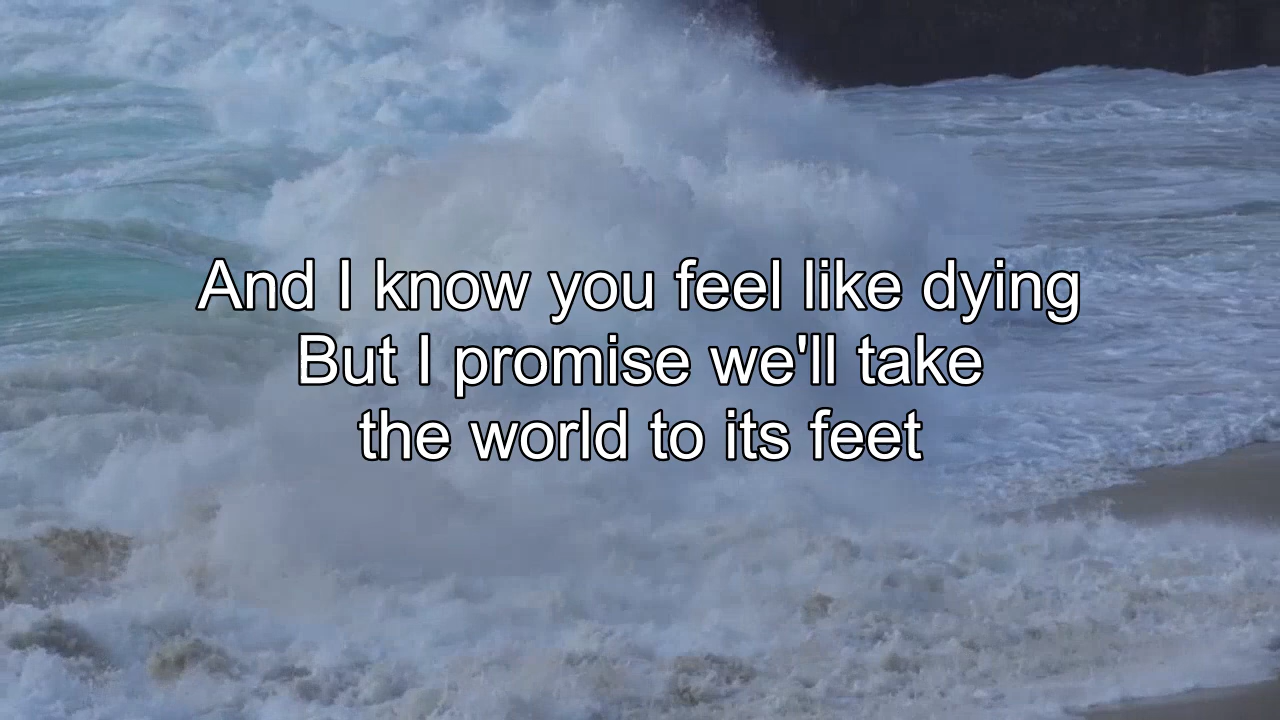 And I know you feel like dying
But I promise we'll take
the world to its feet